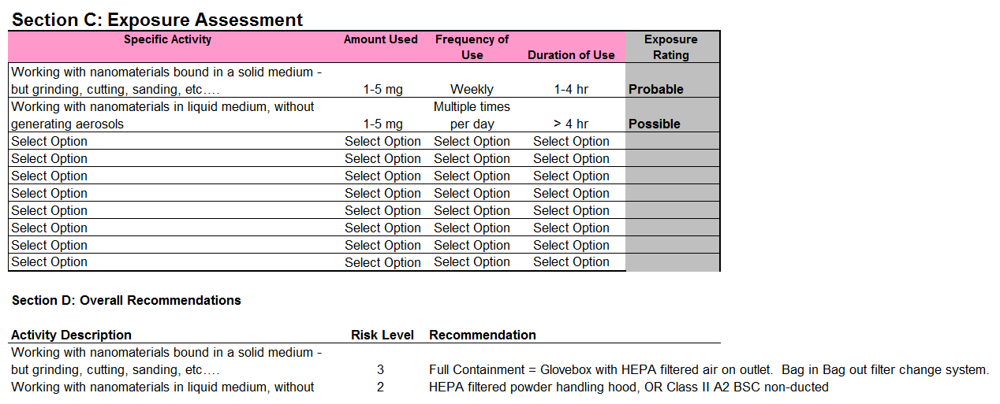 Section C: Exposure Assessment
Specific Activity Amount Used Frequency of Use Duration of Use Exposure Rating
Working with nanomaterials bound in a solid medium -
but grinding, cutting, sanding, etc…. 1-5 mg Weekly 1-4 hr Probable
Working with nanomaterials in liquid medium, without Multiple times
generating aerosols 1-5 mg per day > 4 hr Possible
Select Option Select Option Select Option Select Option
Select Option Select Option Select Option Select Option
Select Option Select Option Select Option Select Option
Select Option Select Option Select Option Select Option
Select Option Select Option Select Option Select Option
Select Option Select Option Select Option Select Option
Select Option Select Option Select Option Select Option
Select Option Select Option Select Option Select Option
Section D: Overall Recommendations
Activity Description Risk Level Recommendation
Working with nanomaterials bound in a solid medium -
but grinding, cutting, sanding, etc…. 3 Full Containment = Glovebox with HEPA filtered air on outlet. Bag in Bag out filter change system.
Working with nanomaterials in liquid medium, without 2 HEPA filtered powder handling hood, OR Class II A2 BSC non-ducted